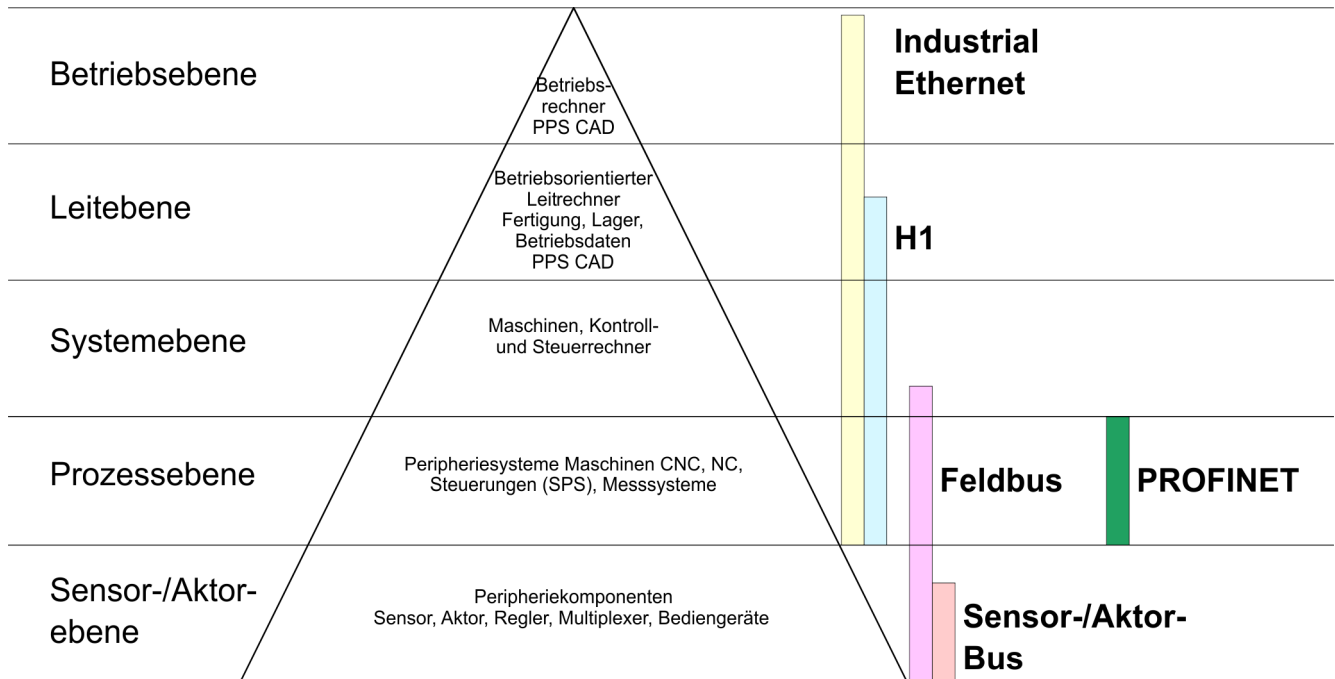 Betriebsebene
Betriebs-
rechner
PPS CAD
Industrial
Ethernet
Leitebene
Betriebsorientierter
Leitrechner
Fertigung, Lager,
Betriebsdaten
PPS CAD
H1
Systemebene
Maschinen, Kontroll-
und Steuerrechner
Prozessebene
Peripheriesysteme Maschinen CNC, NC,
Steuerungen (SPS), Messsysteme
Feldbus
PROFINET
Sensor-/Aktor-
ebene
Peripheriekomponenten
Sensor, Aktor, Regler, Multiplexer, Bediengeräte
Sensor-/Aktor-
Bus